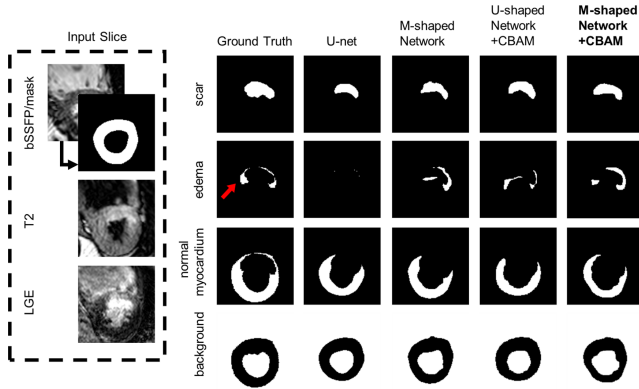 Input Slice
bSSFP/mask
T2
LGE
Ground Truth
U-net
M-shaped
Network
U-shaped
Network
+CBAM
M-shaped
Network
+CBAM
scar
edema
normal
myocardium
background